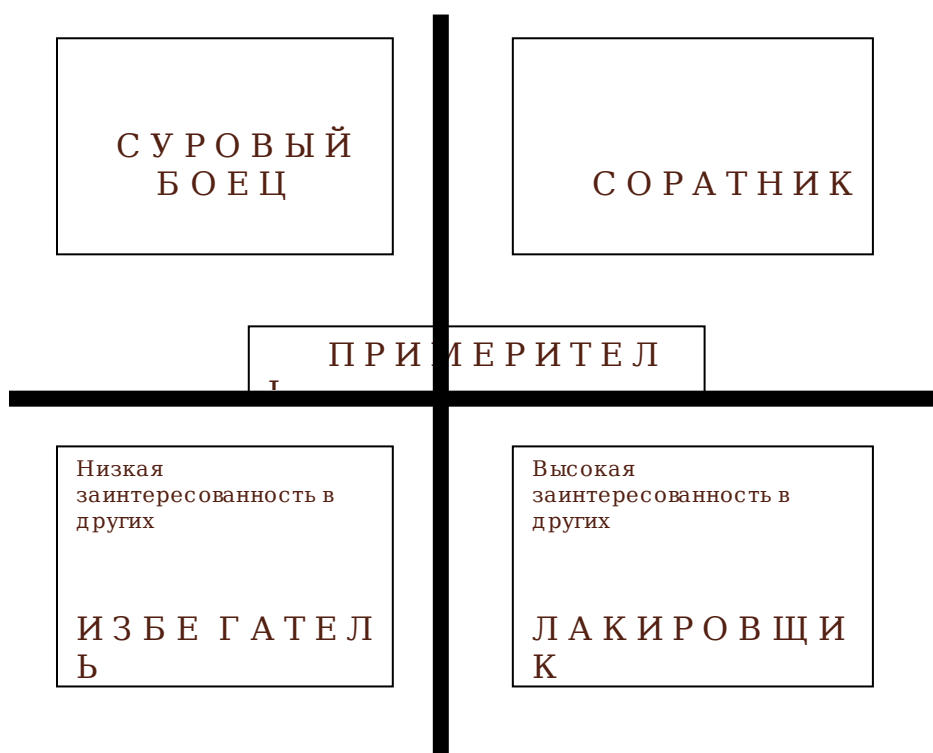 СУРОВЫЙ
БОЕЦ
СОРАТНИК
ПРИМЕРИТЕЛ
Низкая
заинтересованность в
других
ИЗБЕГАТЕЛ
Ь
Высокая
заинтересованность в
других
ЛАКИРОВЩИ
К